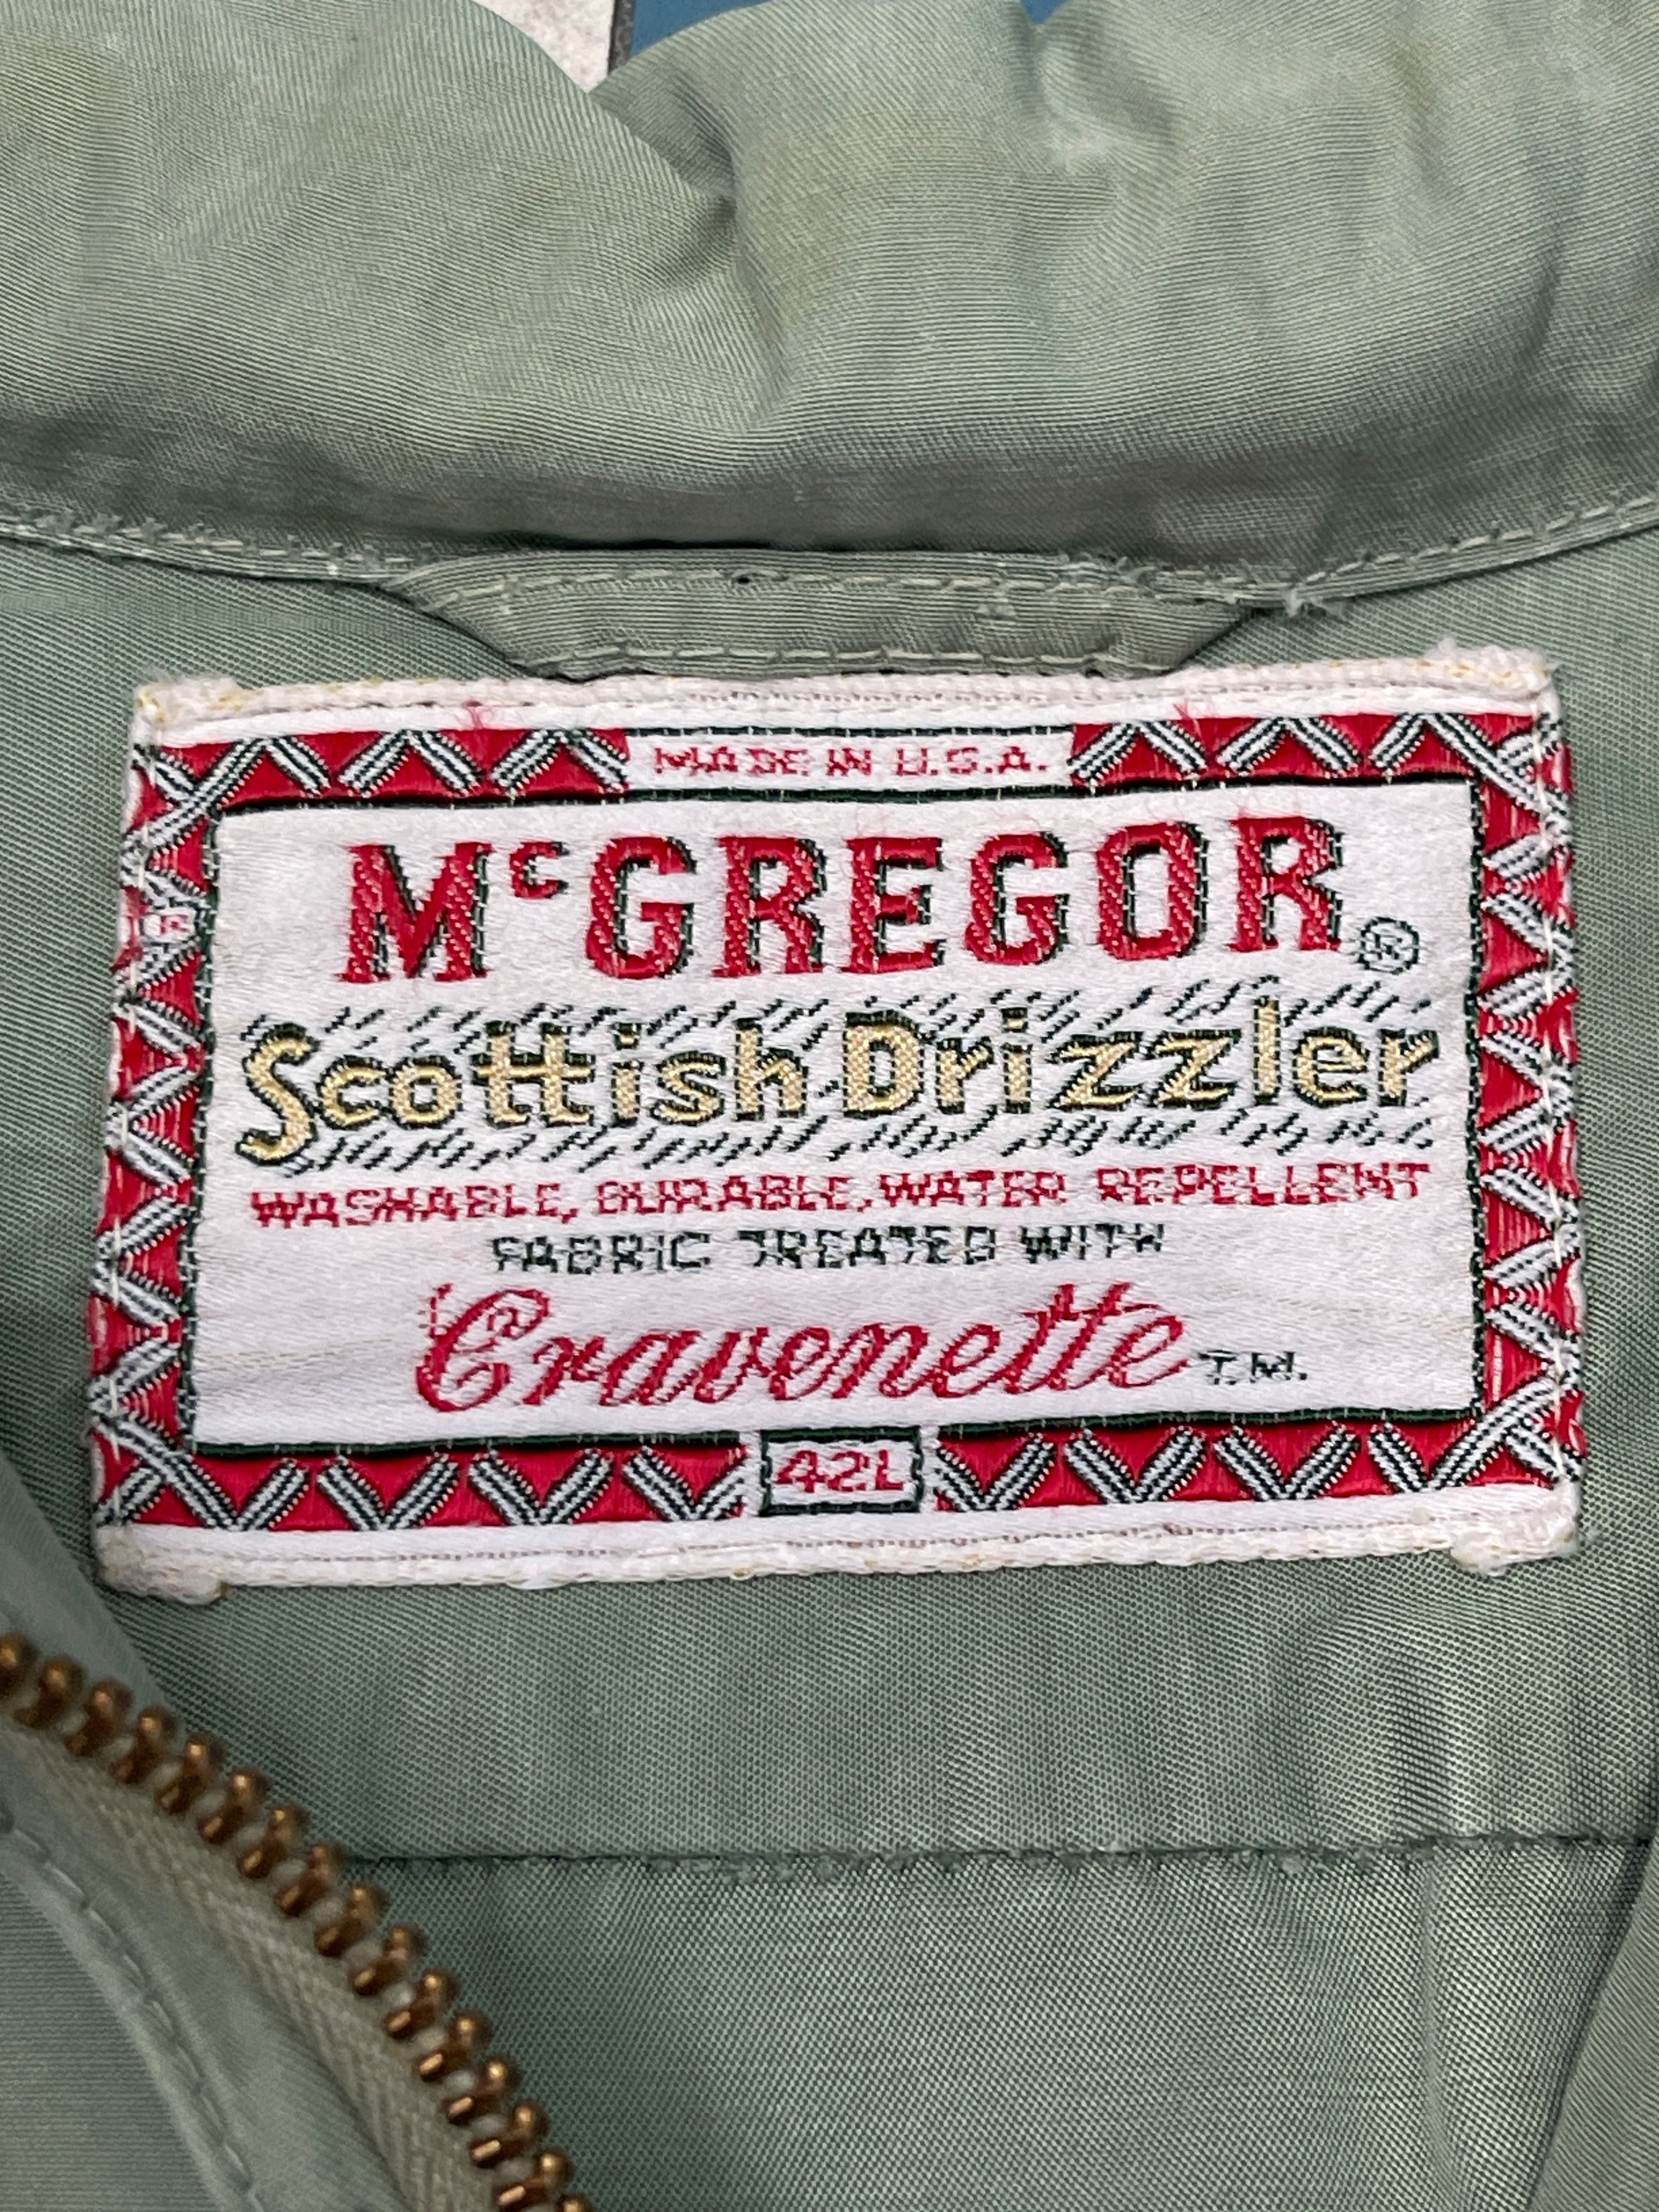 MADE IN U.S.A.
McGREGOR®
Scottish Drizzler
WASHABLE, DURABLE, WATER REPELLENT
FABRIC TREATED WITH
Cravenette T.M.
42L